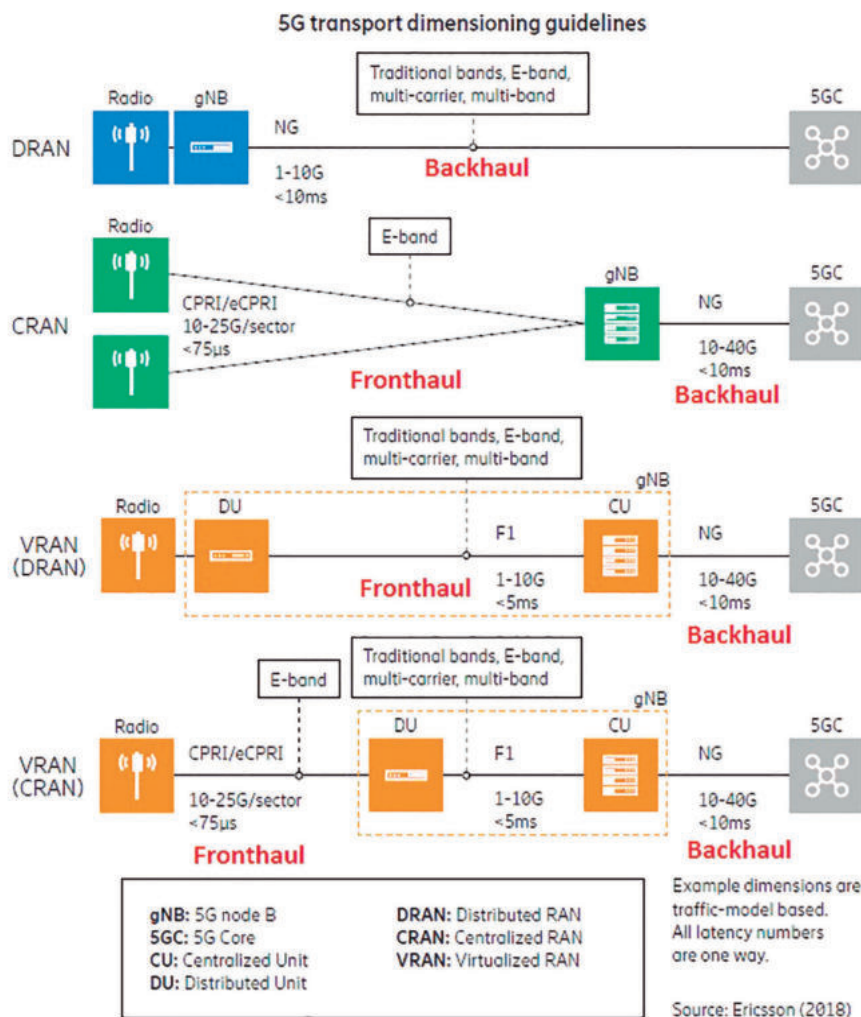 5G transport dimensioning guidelines
Traditional bands, E-band,
multi-carrier, multi-band
Radio
gNB
5GC
DRAN
NG
Backhaul
1-10G
<10ms
Radio
E-band
gNB
5GC
CRAN
CPRI/eCPRI
10-25G/sector
<75µs
NG
10-40G
<10ms
Fronthaul
Backhaul
Traditional bands, E-band,
multi-carrier, multi-band
gNB
Radio
DU
CU
5GC
VRAN
(DRAN)
F1
NG
Fronthaul
1-10G
<5ms
10-40G
<10ms
Backhaul
Traditional bands, E-band,
multi-carrier, multi-band
E-band
gNB
Radio
DU
CU
5GC
VRAN
(CRAN)
CPRI/eCPRI
F1
NG
10-25G/sector
<75µs
1-10G
<5ms
10-40G
<10ms
Fronthaul
Backhaul
gNB: 5G node B
5GC: 5G Core
CU: Centralized Unit
DU: Distributed Unit
DRAN: Distributed RAN
CRAN: Centralized RAN
VRAN: Virtualized RAN
Example dimensions are
traffic-model based.
All latency numbers
are one way.
Source: Ericsson (2018)